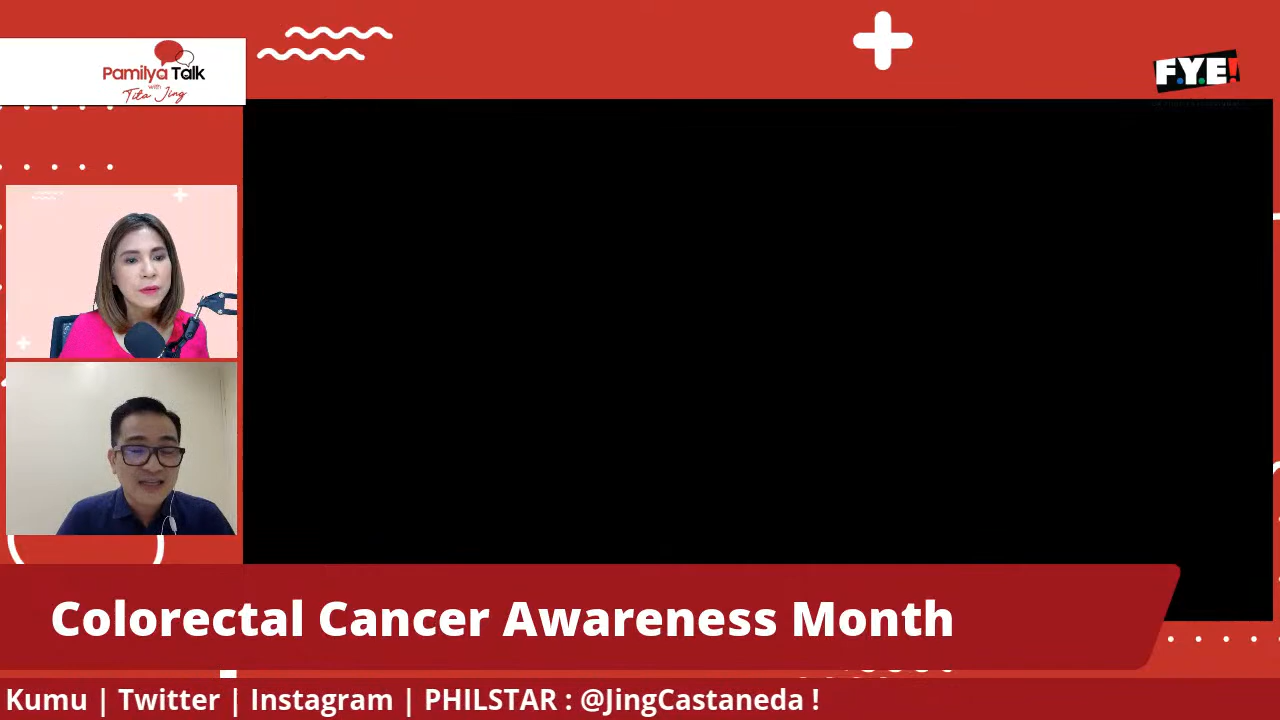 Pamilya Talk
with
Tita Jing
F.Y.E!
Colorectal Cancer Awareness Month
Kumu | Twitter | Instagram | PHILSTAR : @JingCastaneda !